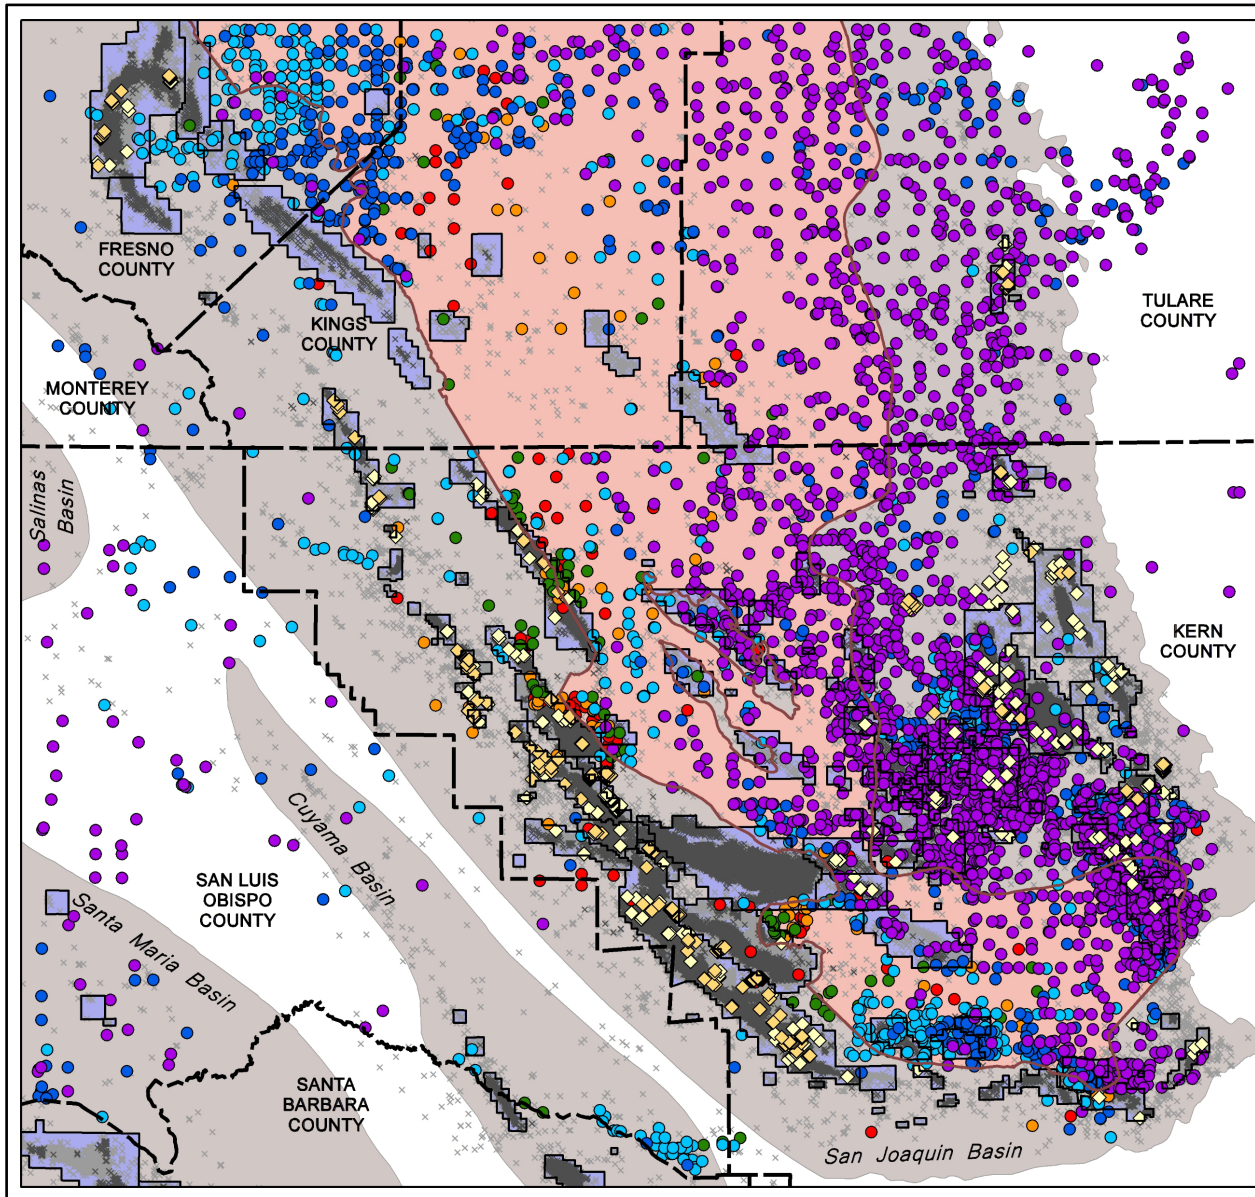 FRESNO
COUNTY
KINGS
COUNTY
TULARE
COUNTY
MONTEREY
COUNTY
Salinas
Basin
KERN
COUNTY
Cuyama Basin
SAN LUIS
OBISPO
COUNTY
Santa Maria Basin
SANTA
BARBARA
COUNTY
San Joaquin Basin